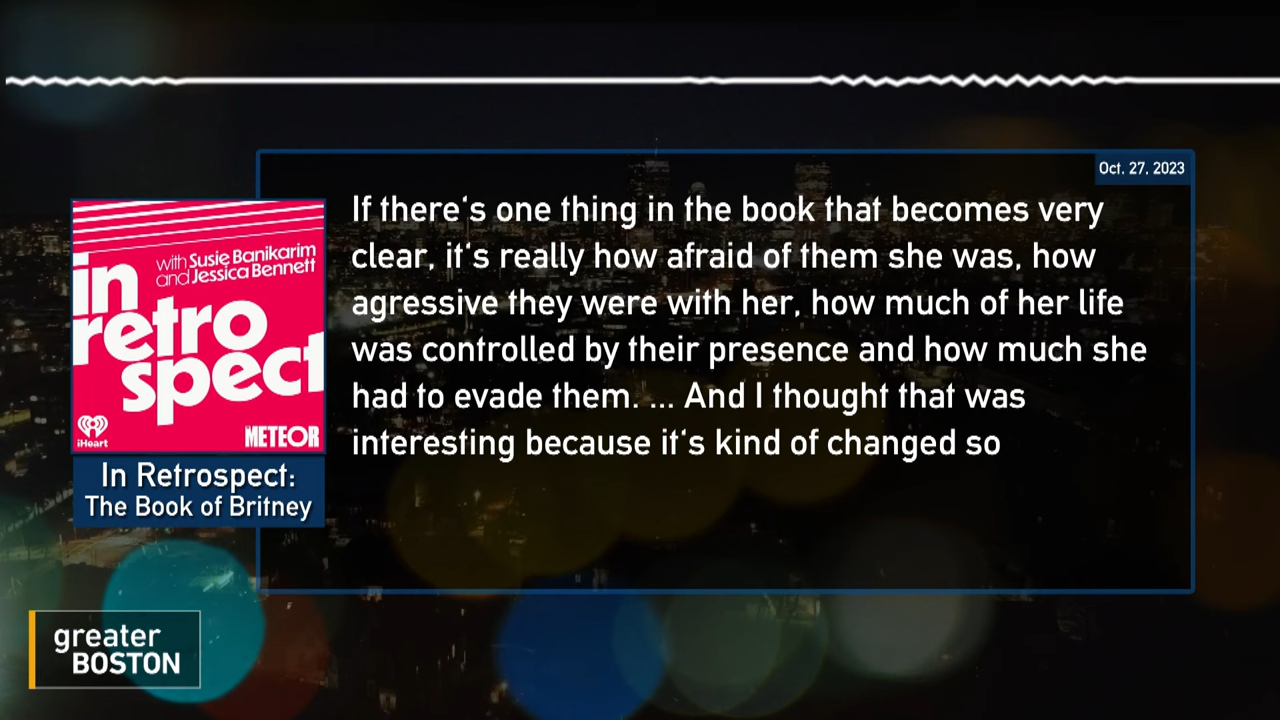 Oct. 27, 2023
If there's one thing in the book that becomes very
clear, it's really how afraid of them she was, how
agressive they were with her, how much of her life
was controlled by their presence and how much she
had to evade them. ... And I thought that was
interesting because it's kind of changed so
with Susie Banikarim
and Jessica Bennett
in
retro
spect
iHeart
METEOR
In Retrospect:
The Book of Britney
greater
BOSTON